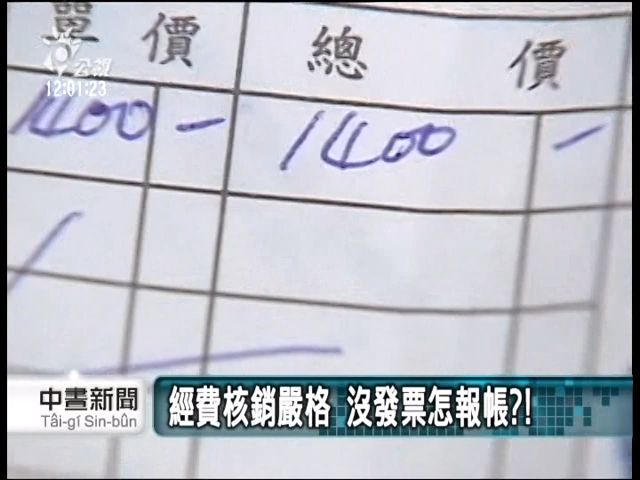 公視
12:01:23
單價 總價
1400 - 1400 -
中晝新聞
Tâi-gí Sin-bûn
經費核銷嚴格 沒發票怎報帳?!